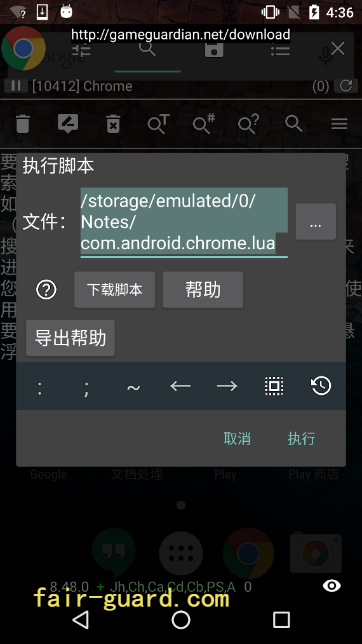 4:36
http://gameguardian.net/download
[10412] Chrome
(0)
执行脚本
文件:
/storage/emulated/0/
Notes/
com.android.chrome.lua
...
下载脚本
帮助
导出帮助
: ; ~ ← →
取消
执行
Google
文档处理
Play
Play 商店
8.48.0 + Jh,Ch,Ca,Cd,Cb,PS,A 0
fair-guard.com